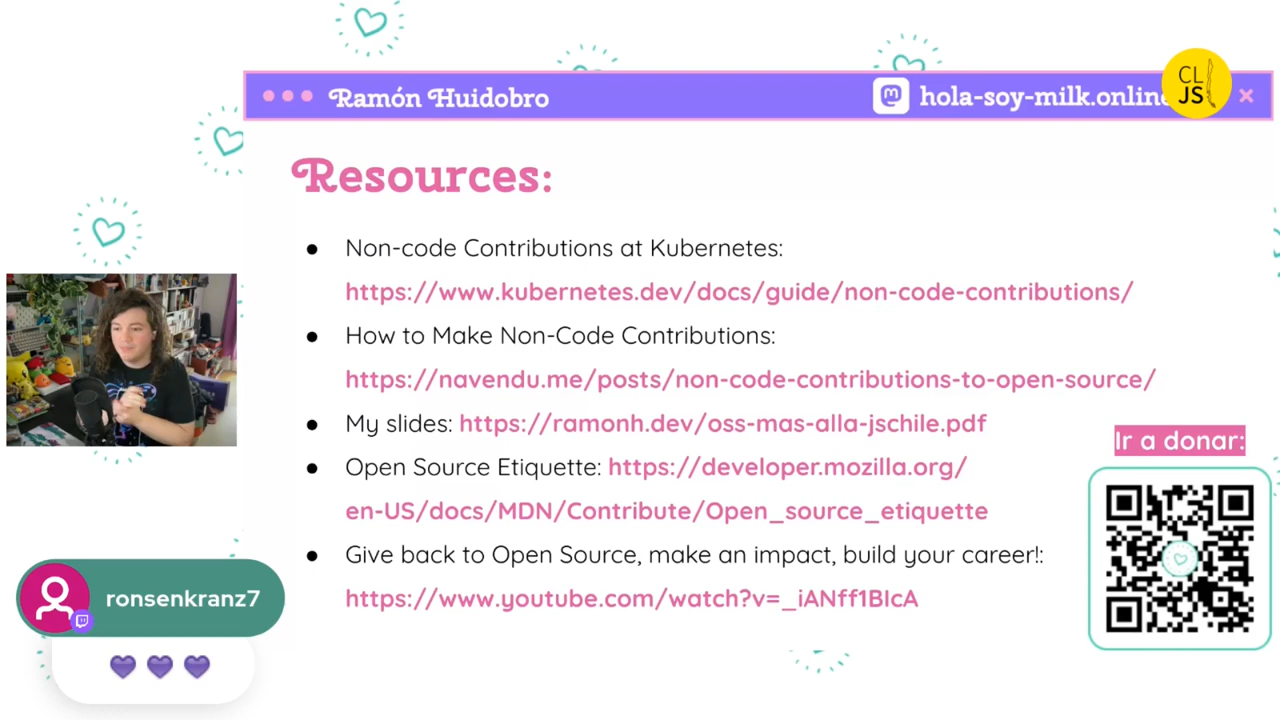 Ramón Huidobro
hola-soy-milk.online
CL
JS
Resources:
Non-code Contributions at Kubernetes:
https://www.kubernetes.dev/docs/guide/non-code-contributions/
How to Make Non-Code Contributions:
https://navendu.me/posts/non-code-contributions-to-open-source/
My slides: https://ramonh.dev/oss-mas-alla-jschile.pdf
Open Source Etiquette: https://developer.mozilla.org/
en-US/docs/MDN/Contribute/Open_source_etiquette
Give back to Open Source, make an impact, build your career!:
https://www.youtube.com/watch?v=_iANff1BIcA
Ir a donar:
ronsenkranz7